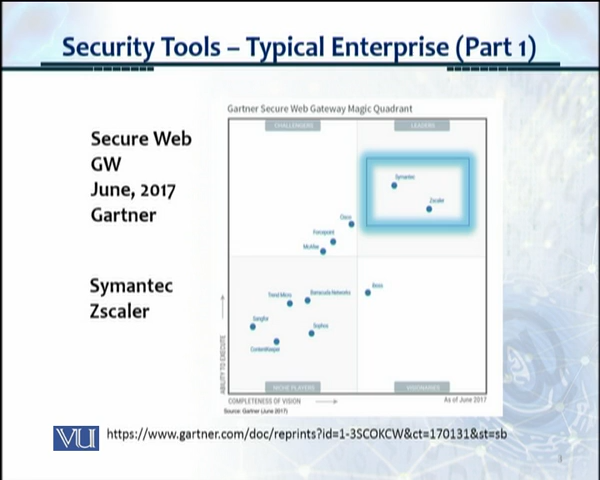 Security Tools – Typical Enterprise (Part 1)
Gartner Secure Web Gateway Magic Quadrant
Secure Web
GW
June, 2017
Gartner
Symantec
Zscaler
CHALLENGERS
LEADERS
Symantec
Zscaler
Cisco
Forcepoint
McAfee
iboss
Trend Micro
Barracuda Networks
Sangfor
Sophos
ContentKeeper
NICHE PLAYERS
VISIONARIES
ABILITY TO EXECUTE
COMPLETENESS OF VISION
As of June 2017
Source: Gartner (June 2017)
VU
https://www.gartner.com/doc/reprints?id=1-3SCOKCW&ct=170131&st=sb